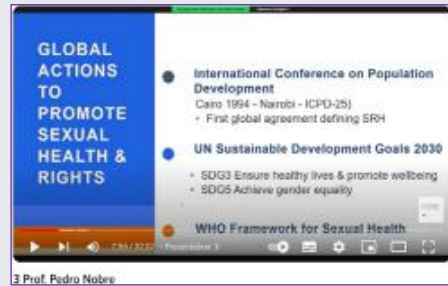 GLOBAL
ACTIONS
TO
PROMOTE
SEXUAL
HEALTH &
RIGHTS
International Conference on Population
Development
Cairo 1994 - Nairobi - ICPD-25)
First global agreement defining SRH
UN Sustainable Development Goals 2030
SDG3 Ensure healthy lives & promote wellbeing
SDG5 Achieve gender equality
WHO Framework for Sexual Health
3 Prof. Pedro Nobre